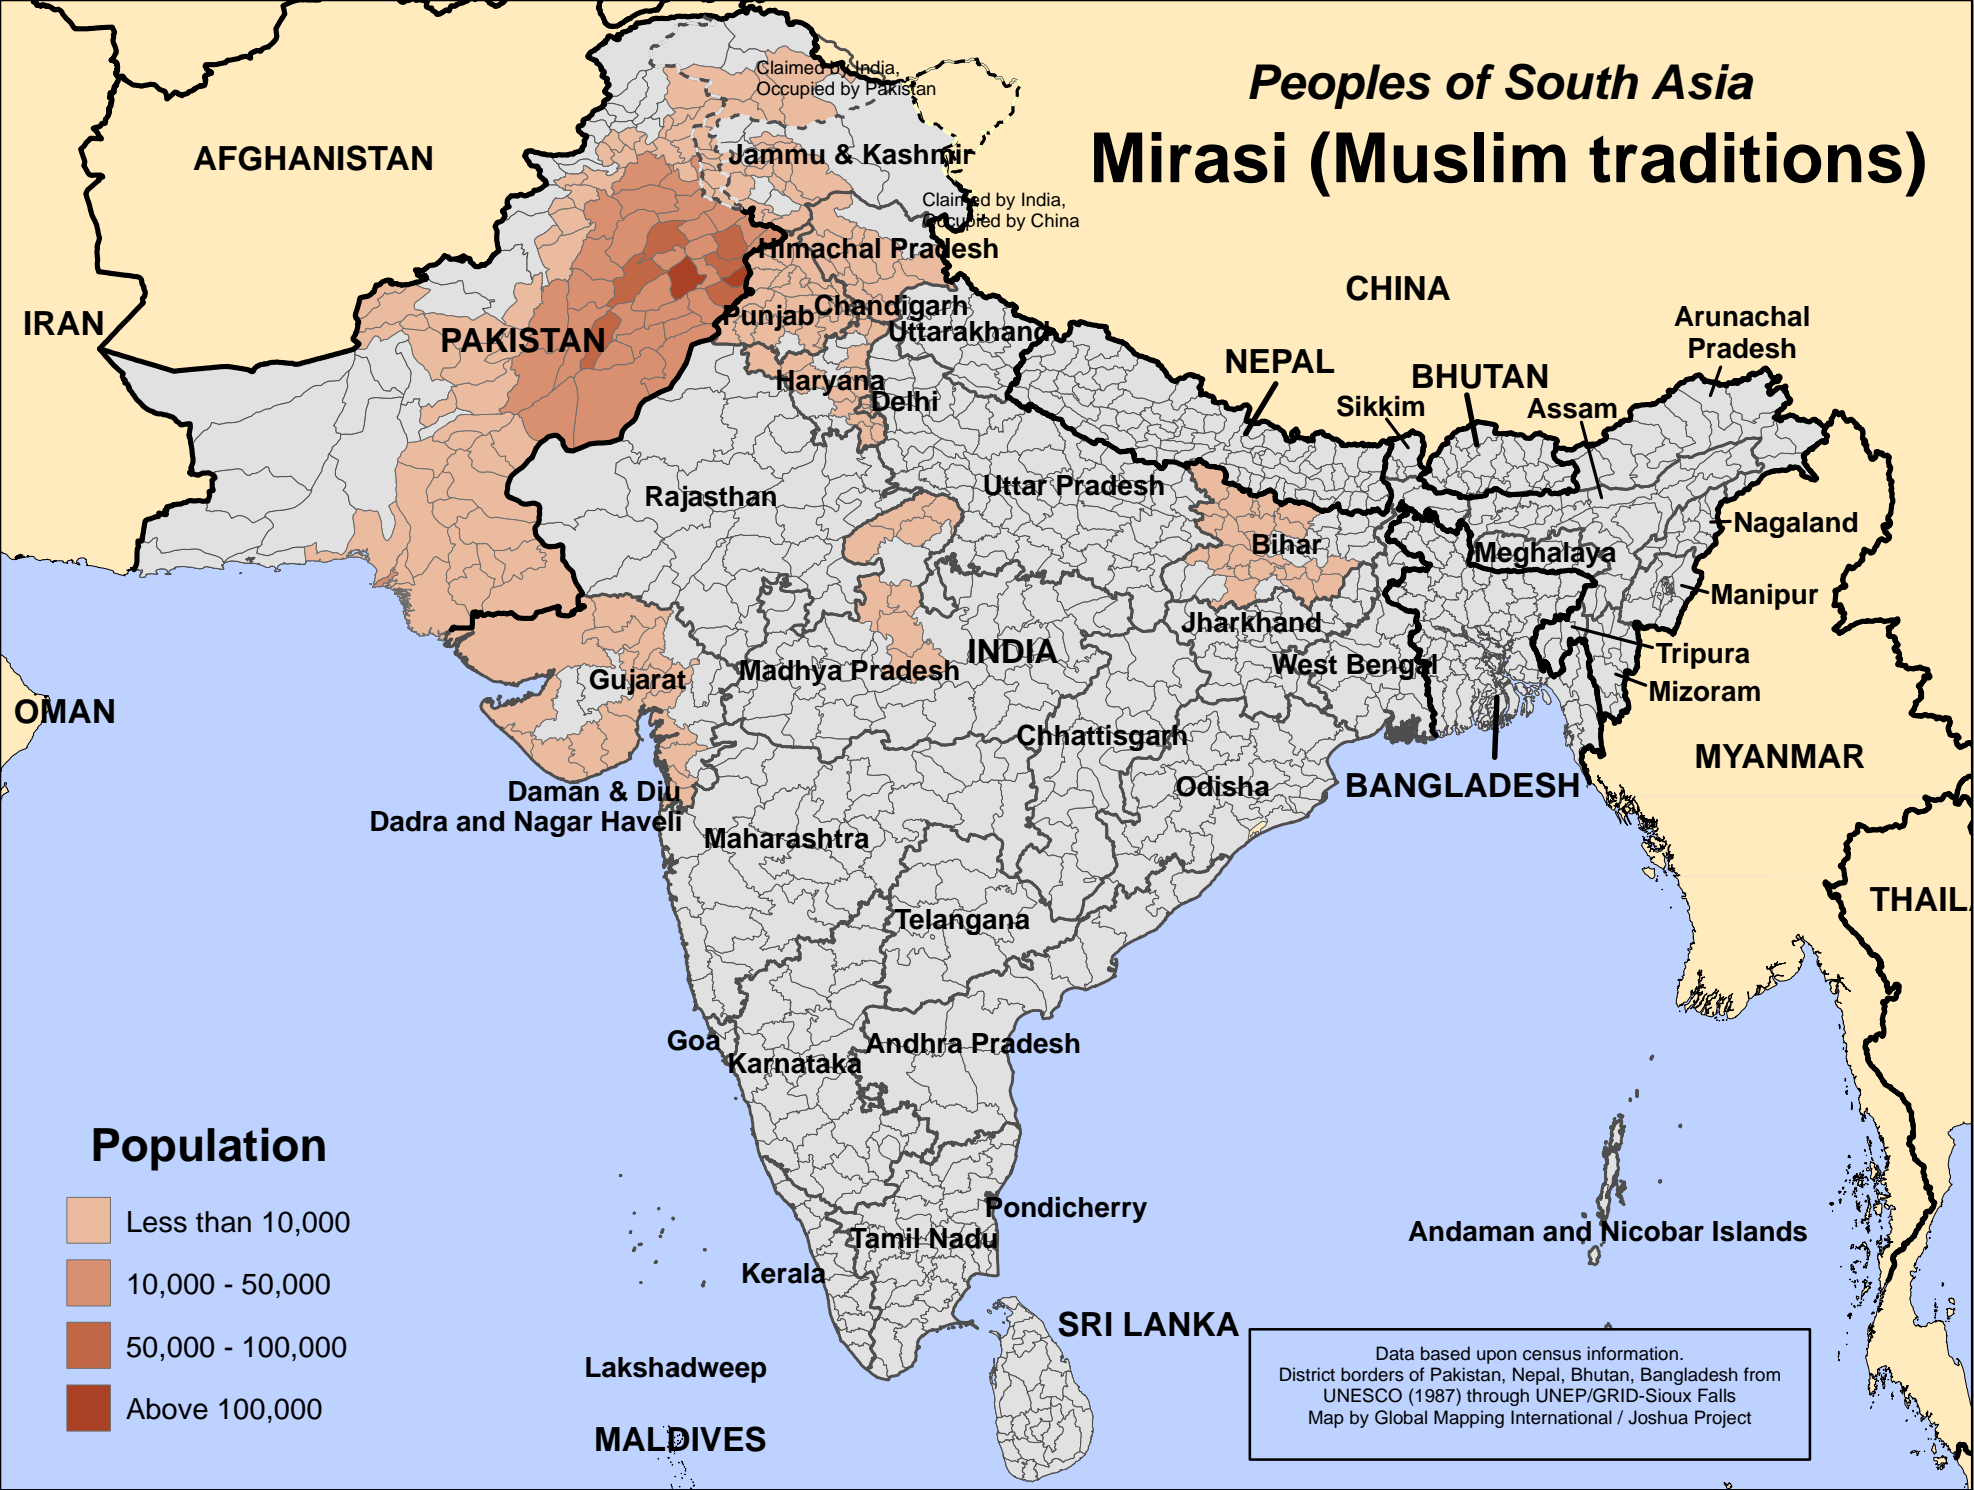 Peoples of South Asia
Mirasi (Muslim traditions)
Claimed by India,
Occupied by Pakistan
AFGHANISTAN
Jammu & Kashmir
Claimed by India,
Occupied by China
Himachal Pradesh
CHINA
IRAN
PAKISTAN
Punjab
Chandigarh
Uttarakhand
Arunachal
Pradesh
NEPAL
BHUTAN
Sikkim
Assam
Haryana
Delhi
Rajasthan
Uttar Pradesh
Bihar
Nagaland
Meghalaya
Manipur
Jharkhand
INDIA
Tripura
Madhya Pradesh
West Bengal
Gujarat
Mizoram
OMAN
Chhattisgarh
MYANMAR
Odisha
BANGLADESH
Daman & Diu
Dadra and Nagar Haveli
Maharashtra
THAIL
Telangana
Goa
Andhra Pradesh
Karnataka
Pondicherry
Andaman and Nicobar Islands
Tamil Nadu
Kerala
SRI LANKA
Lakshadweep
MALDIVES
Population
Less than 10,000
10,000 - 50,000
50,000 - 100,000
Above 100,000
Data based upon census information.
District borders of Pakistan, Nepal, Bhutan, Bangladesh from
UNESCO (1987) through UNEP/GRID-Sioux Falls
Map by Global Mapping International / Joshua Project